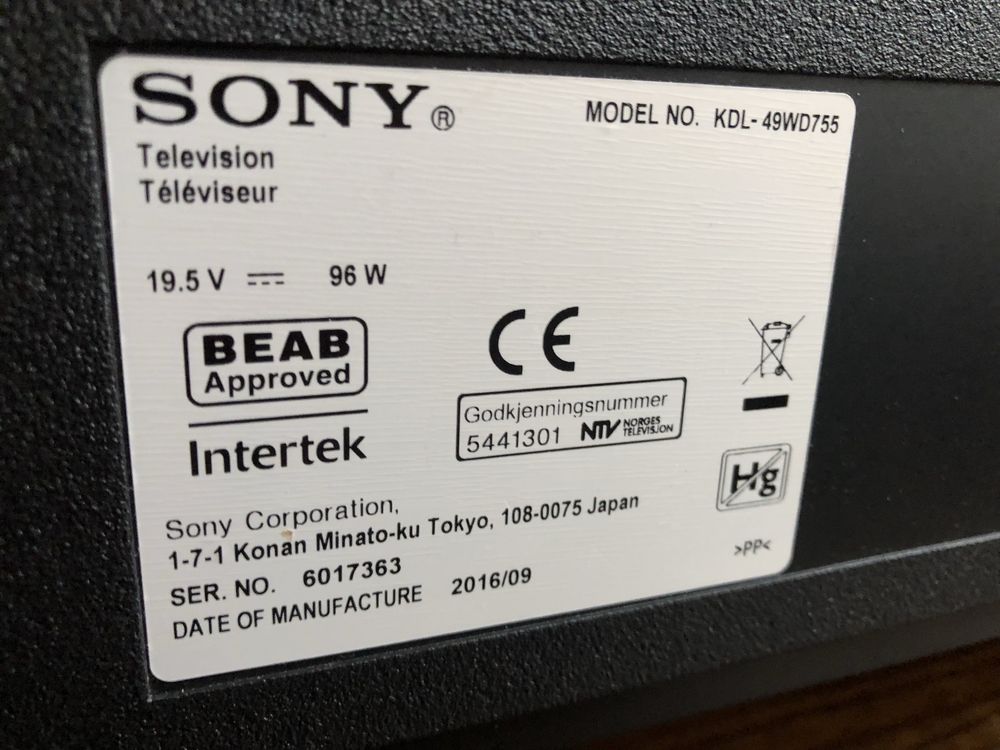 SONY®
MODEL NO. KDL-49WD755
Television
Téléviseur
19.5 V ⎓ 96 W
BEAB
Approved
Intertek
CE
Godkjenningsnummer
5441301 NTV NORGES TELEVISJON
Hg
Sony Corporation,
1-7-1 Konan Minato-ku Tokyo, 108-0075 Japan
SER. NO. 6017363
DATE OF MANUFACTURE 2016/09
>PP<